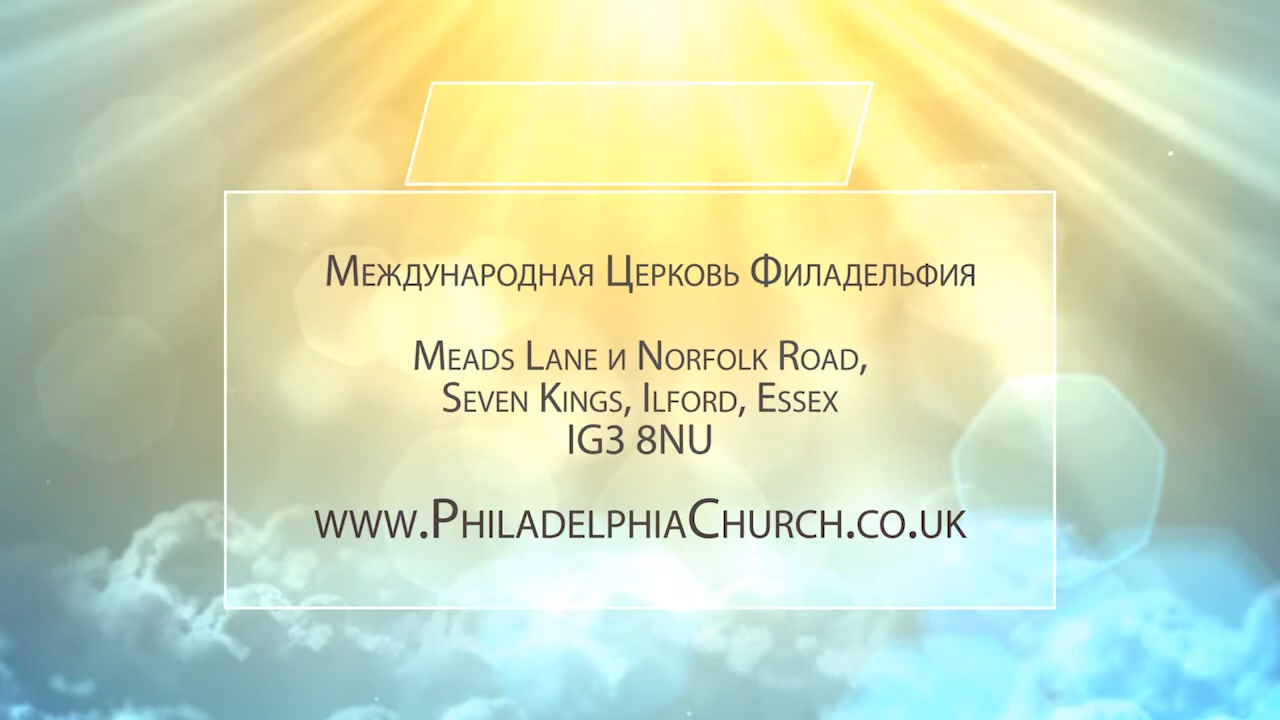 Международная Церковь Филадельфия
Meads Lane и Norfolk Road,
Seven Kings, Ilford, Essex
IG3 8NU
www.PhiladelphiaChurch.co.uk